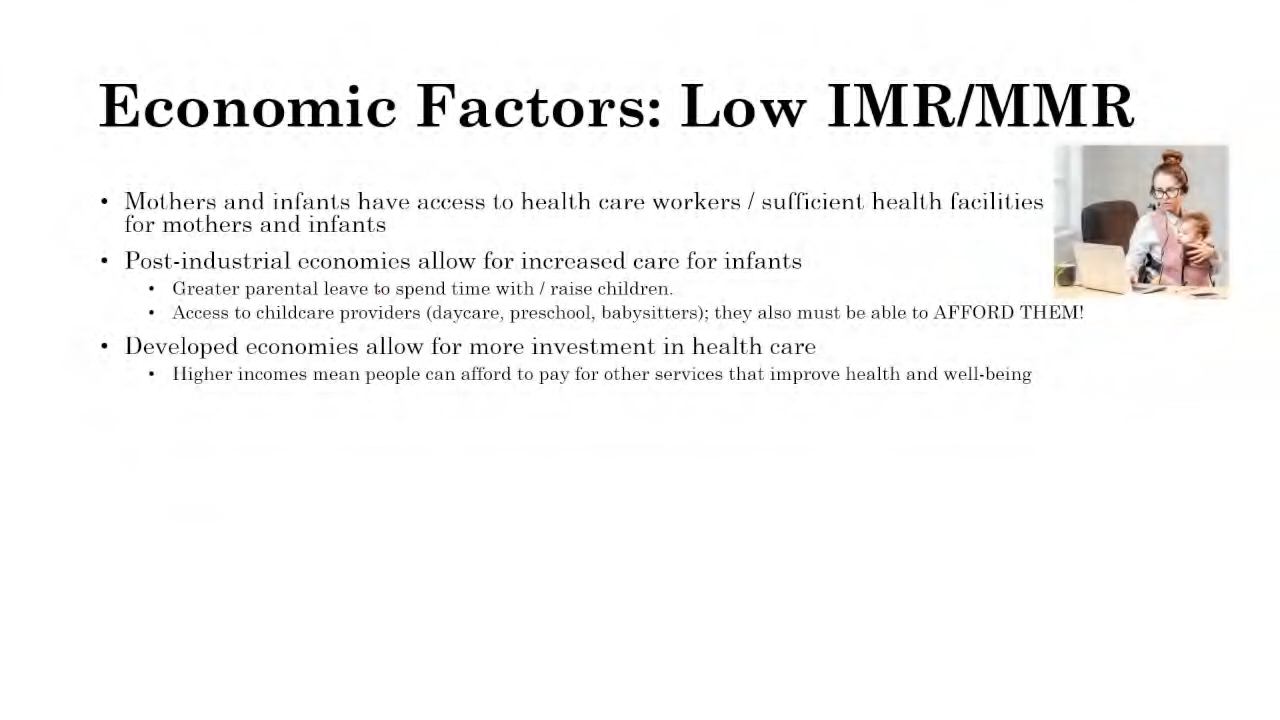 Economic Factors: Low IMR/MMR
• Mothers and infants have access to health care workers / sufficient health facilities
for mothers and infants
• Post-industrial economies allow for increased care for infants
• Greater parental leave to spend time with / raise children.
• Access to childcare providers (daycare, preschool, babysitters); they also must be able to AFFORD THEM!
• Developed economies allow for more investment in health care
• Higher incomes mean people can afford to pay for other services that improve health and well-being